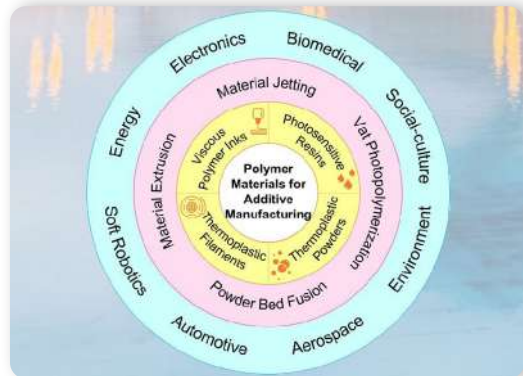 Electronics
Biomedical
Social-culture
Environment
Aerospace
Automotive
Soft Robotics
Energy
Material Jetting
Vat Photopolymerization
Powder Bed Fusion
Material Extrusion
Viscous
Polymer Inks
Photosensitive
Resins
Thermoplastic
Powders
Thermoplastic
Filaments
Polymer
Materials for
Additive
Manufacturing